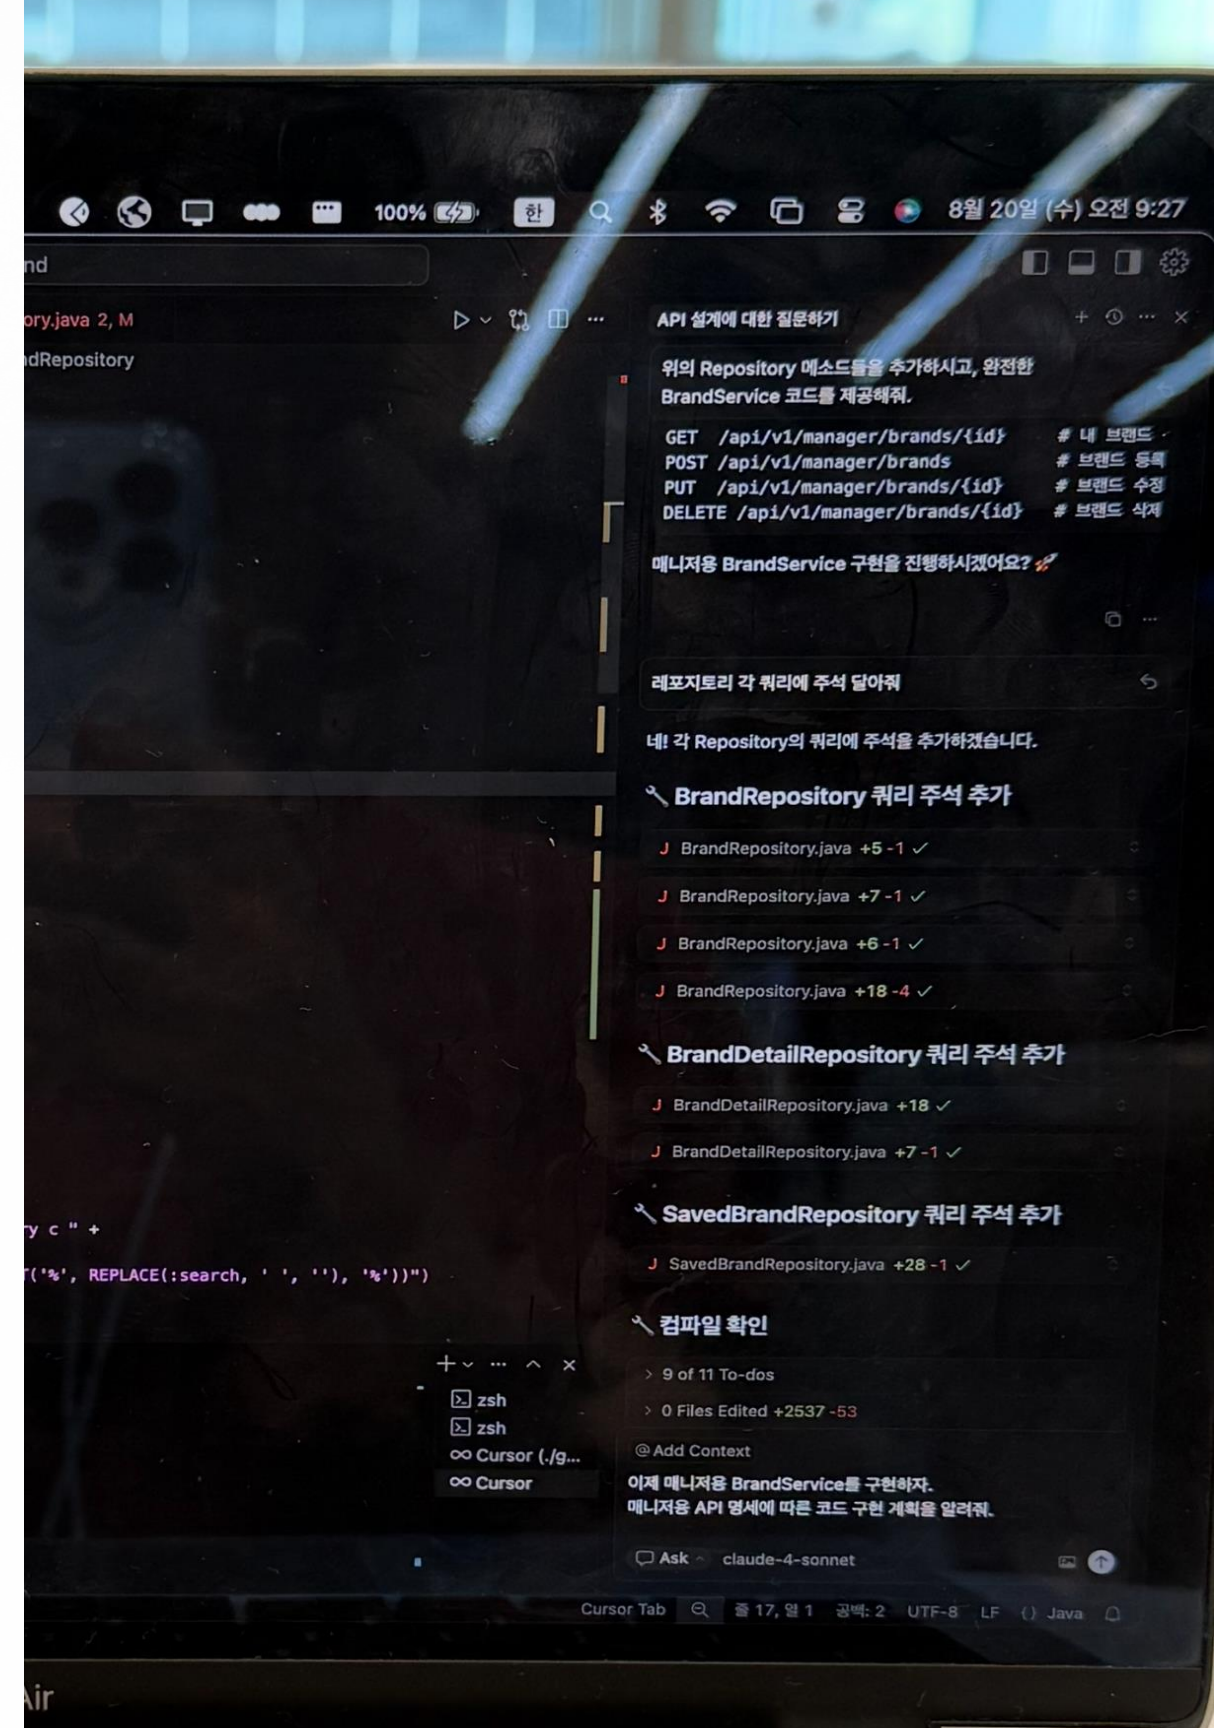 100% 한 8월 20일 (수) 오전 9:27
nd
ory.java 2, M
dRepository
API 설계에 대한 질문하기
위의 Repository 메소드들을 추가하시고, 완전한
BrandService 코드를 제공해줘.
GET /api/v1/manager/brands/{id} # 내 브랜드
POST /api/v1/manager/brands # 브랜드 등록
PUT /api/v1/manager/brands/{id} # 브랜드 수정
DELETE /api/v1/manager/brands/{id} # 브랜드 삭제
매니저용 BrandService 구현을 진행하시겠어요? 🚀
레포지토리 각 쿼리에 주석 달아줘
네! 각 Repository의 쿼리에 주석을 추가하겠습니다.
🔧 BrandRepository 쿼리 주석 추가
J BrandRepository.java +5 -1 ✓
J BrandRepository.java +7 -1 ✓
J BrandRepository.java +6 -1 ✓
J BrandRepository.java +18 -4 ✓
🔧 BrandDetailRepository 쿼리 주석 추가
J BrandDetailRepository.java +18 ✓
J BrandDetailRepository.java +7 -1 ✓
🔧 SavedBrandRepository 쿼리 주석 추가
J SavedBrandRepository.java +28 -1 ✓
🔧 컴파일 확인
> 9 of 11 To-dos
> 0 Files Edited +2537 -53
@ Add Context
이제 매니저용 BrandService를 구현하자.
매니저용 API 명세에 따른 코드 구현 계획을 알려줘.
Ask claude-4-sonnet
y c " +
('%', REPLACE(:search, ' ', ''), '%'))")
zsh
zsh
Cursor (./g...
Cursor
Cursor Tab 줄 17, 열 1 공백: 2 UTF-8 LF {} Java
Air